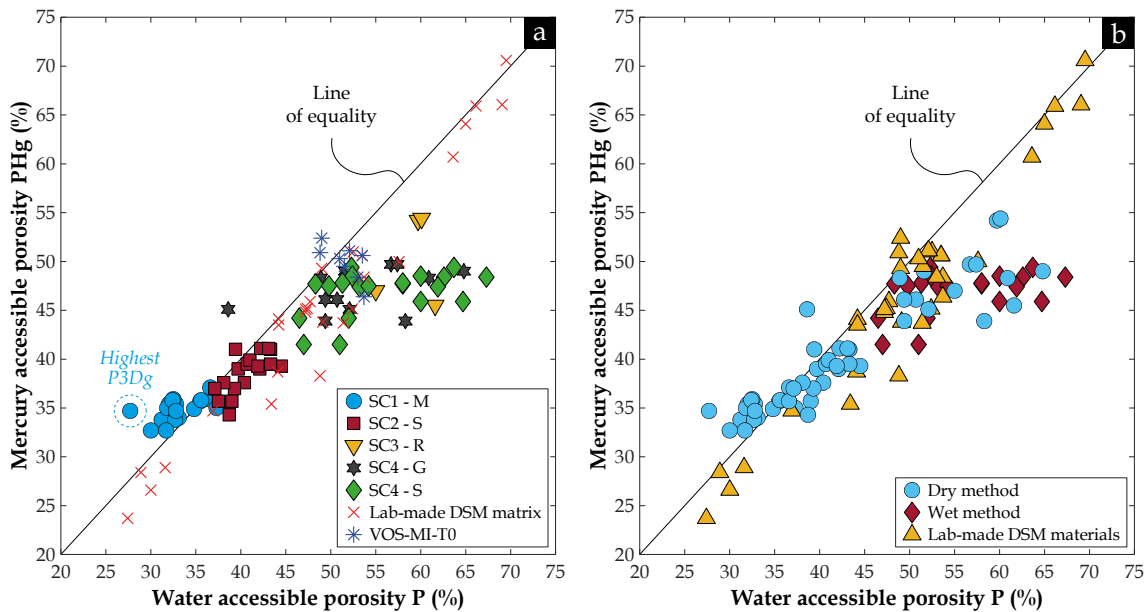 a
75
70
65
60
55
50
45
40
35
30
25
20
Mercury accessible porosity PHg (%)
Line
of equality
Highest
P3Dg
SC1 - M
SC2 - S
SC3 - R
SC4 - G
SC4 - S
Lab-made DSM matrix
VOS-MI-T0
20 25 30 35 40 45 50 55 60 65 70 75
Water accessible porosity P (%)
b
75
70
65
60
55
50
45
40
35
30
25
20
Mercury accessible porosity PHg (%)
Line
of equality
Dry method
Wet method
Lab-made DSM materials
20 25 30 35 40 45 50 55 60 65 70 75
Water accessible porosity P (%)